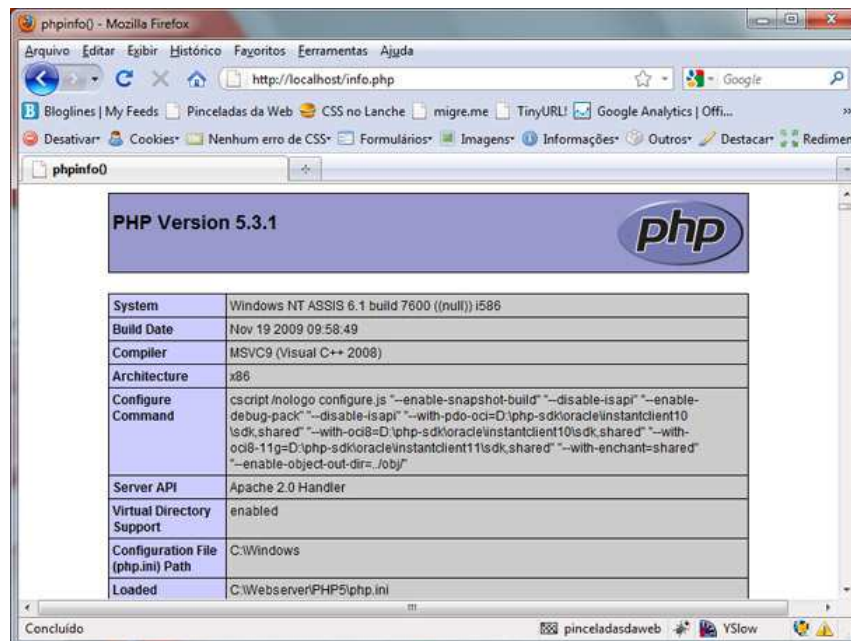 phpinfo() - Mozilla Firefox
Arquivo Editar Exibir Histórico Favoritos Ferramentas Ajuda
http://localhost/info.php
Google
Bloglines | My Feeds Pinceladas da Web CSS no Lanche migre.me TinyURL! Google Analytics | Offi...
Desativar Cookies Nenhum erro de CSS Formulários Imagens Informações Outros Destacar Redimen
phpinfo()
PHP Version 5.3.1
php
System Windows NT ASSIS 6.1 build 7600 ((null)) i586
Build Date Nov 19 2009 09:58:49
Compiler MSVC9 (Visual C++ 2008)
Architecture x86
Configure Command
cscript /nologo configure.js "--enable-snapshot-build" "--disable-isapi" "--enable-
debug-pack" "--disable-isapi" "--with-pdo-oci=D:\php-sdk\oracle\instantclient10
\sdk,shared" "--with-oci8=D:\php-sdk\oracle\instantclient10\sdk,shared" "--with-
oci8-11g=D:\php-sdk\oracle\instantclient11\sdk,shared" "--with-enchant=shared"
"--enable-object-out-dir=../obj/"
Server API Apache 2.0 Handler
Virtual Directory Support enabled
Configuration File (php.ini) Path C:\Windows
Loaded C:\Webserver\PHP5\php.ini
Concluído pinceladasdaweb YSlow